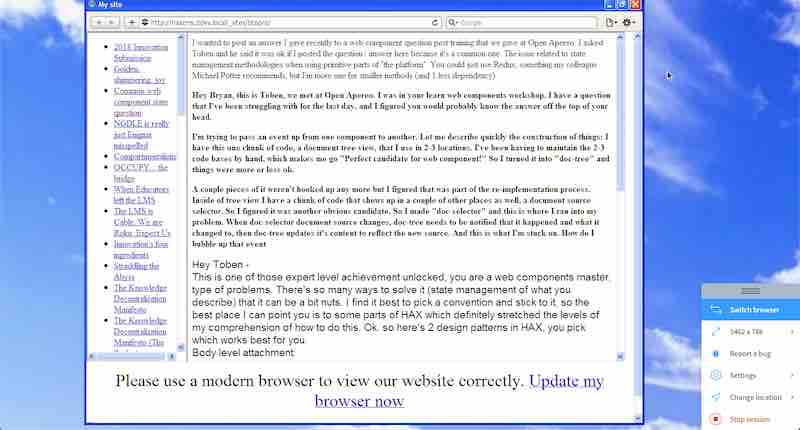 My site
http://haxcms.ddev.local/_sites/btopro/
Google
2018 Innovation
Submission
Golden,
shimmering, joy
Common web
component state
question
NGDLE is really
just Enigma
misspelled
Compartmentalism
OCCUPY... the
bridge
When Educators
left the LMS
The LMS is
Cable. We are
Roku. Expect Us
Innovation's four
ingredients
Straddling the
Abyss
The Knowledge
Decentralization
Manifesto
The Knowledge
Decentralization
Manifesto (The
I wanted to post an answer I gave recently to a web component question post training that we gave at Open Apereo. I asked
Toben and he said it was ok if I posted the question / answer here because it's a common one. The issue related to state
management methodologies when using primitive parts of "the platform". You could just use Redux, something my colleague
Michael Potter recommends, but I'm more one for smaller methods (and 1 less dependency)
Hey Bryan, this is Toben, we met at Open Apereo. I was in your learn web components workshop. I have a question
that I've been struggling with for the last day, and I figured you would probably know the answer off the top of your
head.
I'm trying to pass an event up from one component to another. Let me describe quickly the construction of things: I
have this one chunk of code, a document tree view, that I use in 2-3 locations. I've been having to maintain the 2-3
code bases by hand, which makes me go "Perfect candidate for web component!" So I turned it into "doc-tree" and
things were more or less ok.
A couple pieces of it weren't hooked up any more but I figured that was part of the re-implementation process.
Inside of tree view I have a chunk of code that shows up in a couple of other places as well, a document source
selector. So I figured it was another obvious candidate. So I made "doc-selector" and this is where I ran into my
problem. When doc-selector document source changes, doc-tree needs to be notified that it happened and what it
changed to, then doc-tree updates it's content to reflect the new source. And this is what I'm stuck on. How do I
bubble up that event
Hey Toben -
This is one of those expert level achievement unlocked, you are a web components master,
type of problems. There's so many ways to solve it (state management of what you
describe) that it can be a bit nuts. I find it best to pick a convention and stick to it, so the
best place I can point you is to some parts of HAX which definitely stretched the levels of
my comprehension of how to do this. Ok. so here's 2 design patterns in HAX, you pick
which works best for you.
Body level attachment
Please use a modern browser to view our website correctly. Update my
browser now
Switch browser
Report a bug
Settings
Change location
Stop session